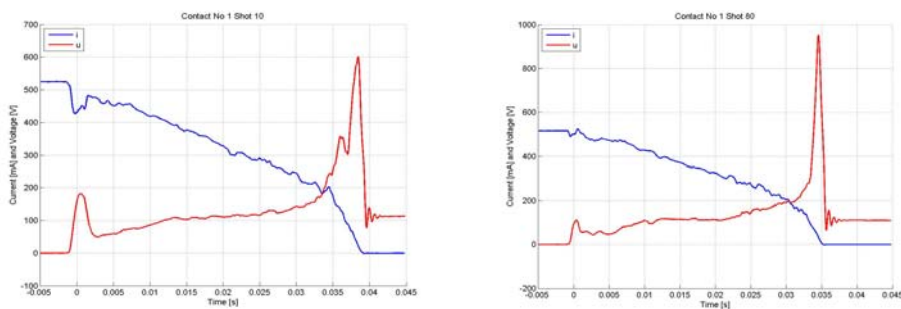 Contact No 1 Shot 10
700
600
500
400
300
200
100
0
-100
Current [mA] and Voltage [V]
i
u
-0.005 0 0.005 0.01 0.015 0.02 0.025 0.03 0.035 0.04 0.045
Time [s]
Contact No 1 Shot 80
1000
800
600
400
200
0
-200
Current [mA] and Voltage [V]
i
u
-0.005 0 0.005 0.01 0.015 0.02 0.025 0.03 0.035 0.04 0.045
Time [s]